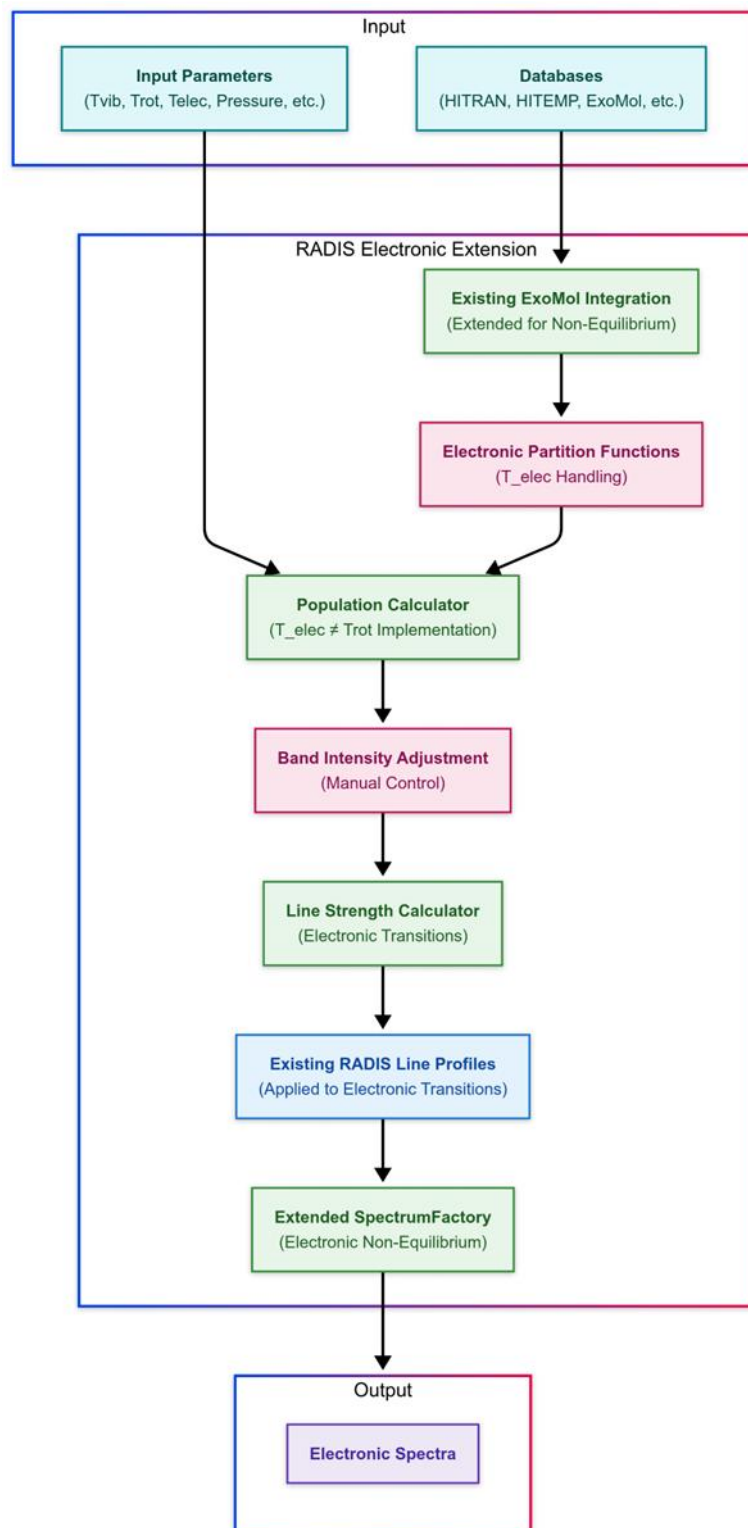 Input
Input Parameters
(Tvib, Trot, Telec, Pressure, etc.)
Databases
(HITRAN, HITEMP, ExoMol, etc.)
RADIS Electronic Extension
Existing ExoMol Integration
(Extended for Non-Equilibrium)
Electronic Partition Functions
(T_elec Handling)
Population Calculator
(T_elec ≠ Trot Implementation)
Band Intensity Adjustment
(Manual Control)
Line Strength Calculator
(Electronic Transitions)
Existing RADIS Line Profiles
(Applied to Electronic Transitions)
Extended SpectrumFactory
(Electronic Non-Equilibrium)
Output
Electronic Spectra